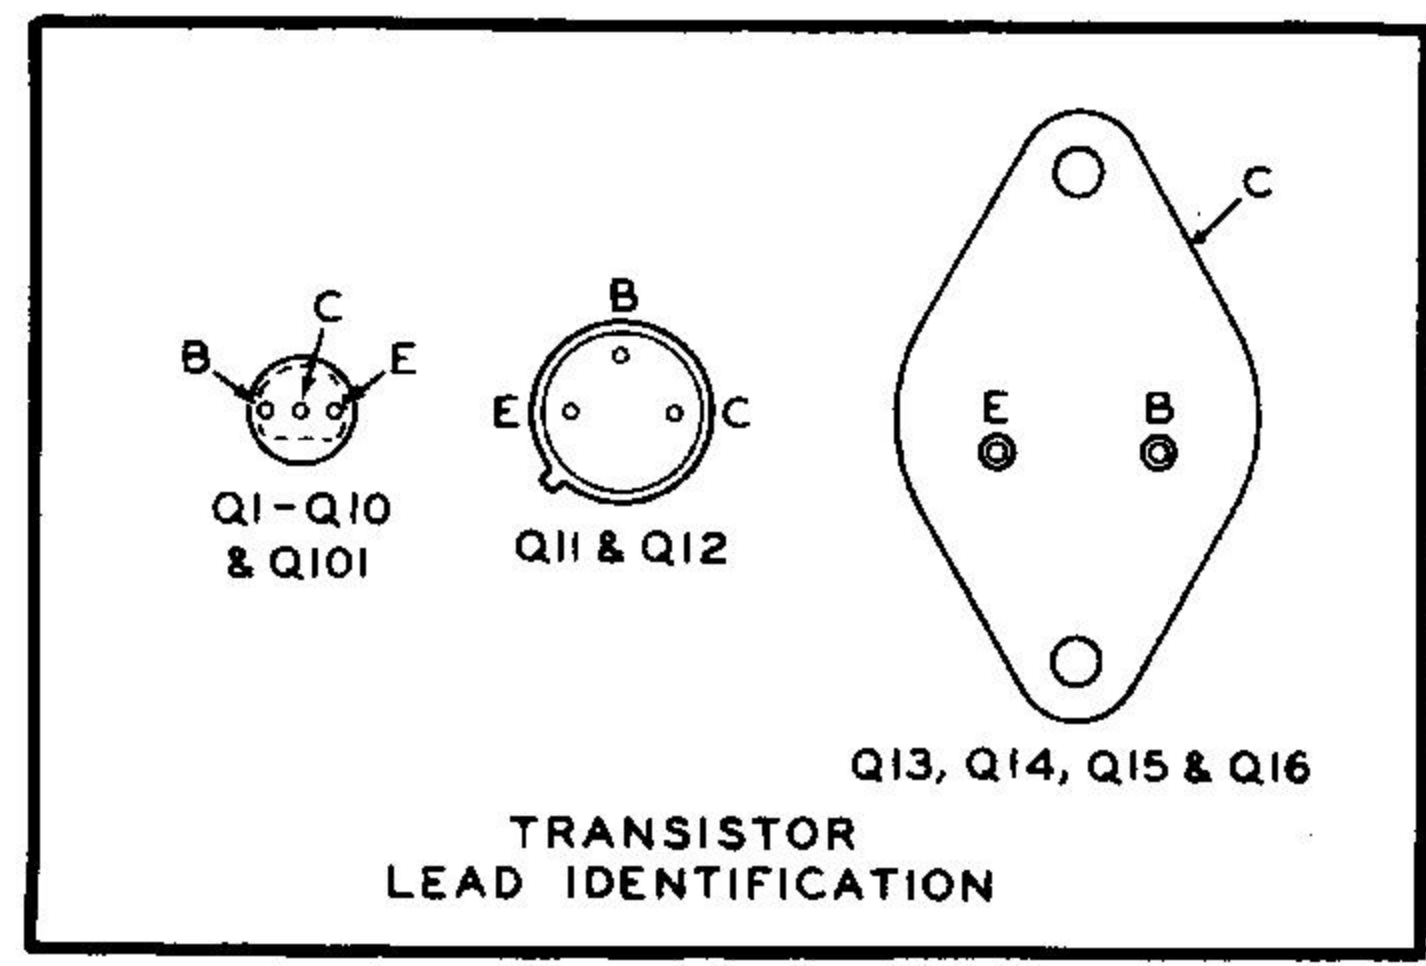 B
C
E
Q1-Q10
& Q101
B
E
C
Q11 & Q12
C
E
B
Q13, Q14, Q15 & Q16
TRANSISTOR
LEAD IDENTIFICATION